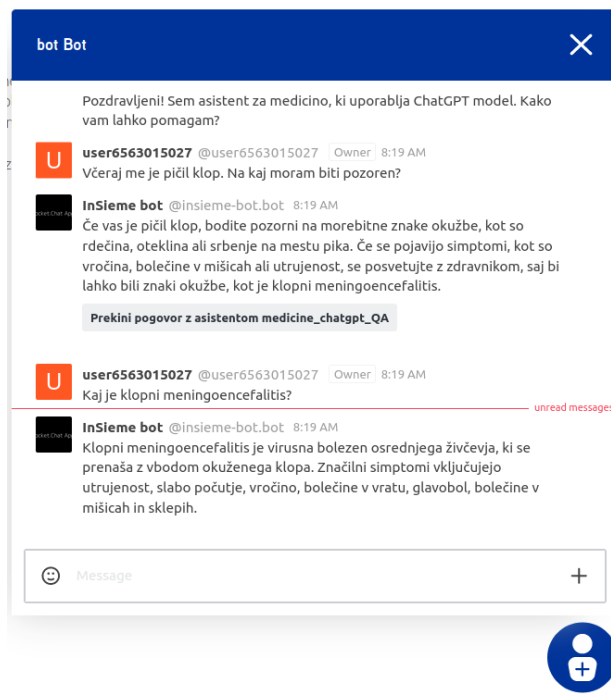 bot Bot
Pozdravljeni! Sem asistent za medicino, ki uporablja ChatGPT model. Kako
vam lahko pomagam?
U
user6563015027 @user6563015027 Owner 8:19 AM
Včeraj me je pičil klop. Na kaj moram biti pozoren?
InSieme bot @insieme-bot.bot 8:19 AM
Če vas je pičil klop, bodite pozorni na morebitne znake okužbe, kot so
rdečina, oteklina ali srbenje na mestu pika. Če se pojavijo simptomi, kot so
vročina, bolečine v mišicah ali utrujenost, se posvetujte z zdravnikom, saj bi
lahko bili znaki okužbe, kot je klopni meningoencefalitis.
Prekini pogovor z asistentom medicine_chatgpt_QA
U
user6563015027 @user6563015027 Owner 8:19 AM
Kaj je klopni meningoencefalitis?
unread messages
InSieme bot @insieme-bot.bot 8:19 AM
Klopni meningoencefalitis je virusna bolezen osrednjega živčevja, ki se
prenaša z vbodom okuženega klopa. Značilni simptomi vključujejo
utrujenost, slabo počutje, vročino, bolečine v vratu, glavobol, bolečine v
mišicah in sklepih.
Message